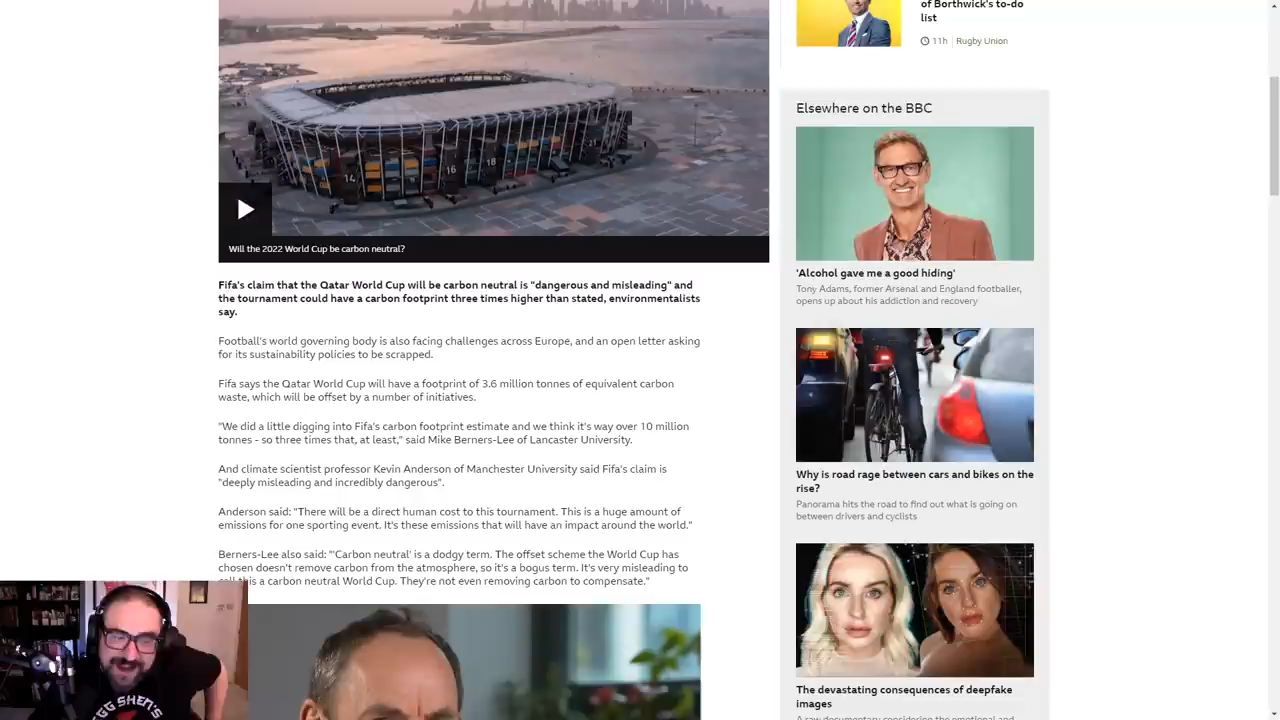 of Borthwick's to-do
list
11h
Rugby Union
14
16
18
21
Will the 2022 World Cup be carbon neutral?
Fifa's claim that the Qatar World Cup will be carbon neutral is "dangerous and misleading" and
the tournament could have a carbon footprint three times higher than stated, environmentalists
say.
Football's world governing body is also facing challenges across Europe, and an open letter asking
for its sustainability policies to be scrapped.
Fifa says the Qatar World Cup will have a footprint of 3.6 million tonnes of equivalent carbon
waste, which will be offset by a number of initiatives.
"We did a little digging into Fifa's carbon footprint estimate and we think it's way over 10 million
tonnes - so three times that, at least," said Mike Berners-Lee of Lancaster University.
And climate scientist professor Kevin Anderson of Manchester University said Fifa's claim is
"deeply misleading and incredibly dangerous".
Anderson said: "There will be a direct human cost to this tournament. This is a huge amount of
emissions for one sporting event. It's these emissions that will have an impact around the world."
Berners-Lee also said: "'Carbon neutral' is a dodgy term. The offset scheme the World Cup has
chosen doesn't remove carbon from the atmosphere, so it's a bogus term. It's very misleading to
this a carbon neutral World Cup. They're not even removing carbon to compensate."
Elsewhere on the BBC
'Alcohol gave me a good hiding'
Tony Adams, former Arsenal and England footballer,
opens up about his addiction and recovery
Why is road rage between cars and bikes on the
rise?
Panorama hits the road to find out what is going on
between drivers and cyclists
The devastating consequences of deepfake
images
A raw documentary considering the emotional and